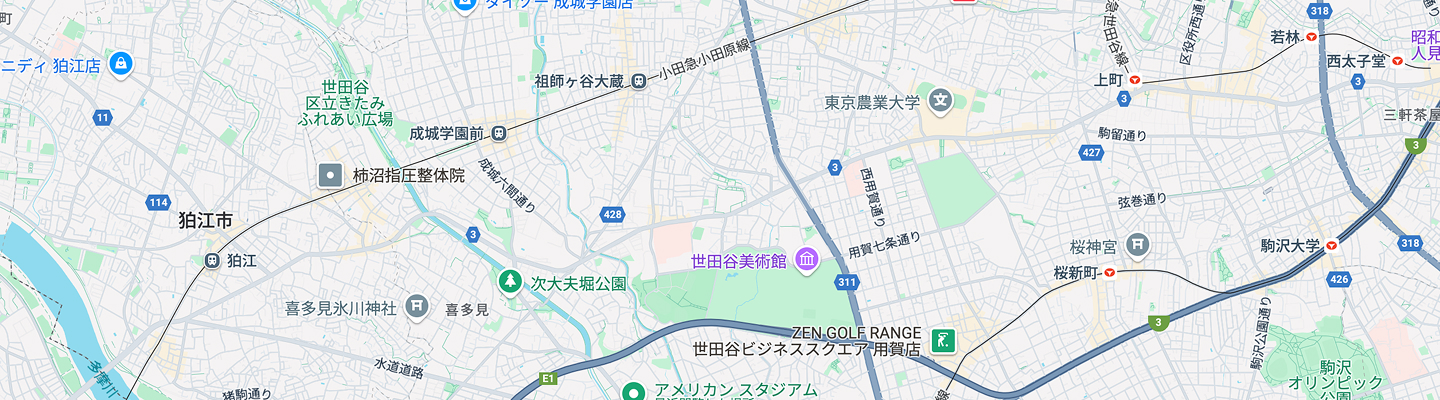 ダイソー 成城学園店
318
若林
昭和
人見
ニディ 狛江店
小田急小田原線
急世田谷線
区役所西通り
西太子堂
祖師ヶ谷大蔵
上町
3
3
世田谷
区立きたみ
ふれあい広場
東京農業大学
11
成城学園前
駒留通り
三軒茶屋
427
3
3
柿沼指圧整体院
成城六間通り
西用賀通り
114
狛江市
428
弦巻通り
3
用賀七条通り
桜神宮
駒沢大学
318
狛江
世田谷美術館
桜新町
311
426
次大夫堀公園
喜多見氷川神社
喜多見
3
ZEN GOLF RANGE
世田谷ビジネススクエア 用賀店
駒沢公園通り
水道道路
E1
多摩川
猪駒通り
アメリカン スタジアム
駒沢
オリンピック
公園